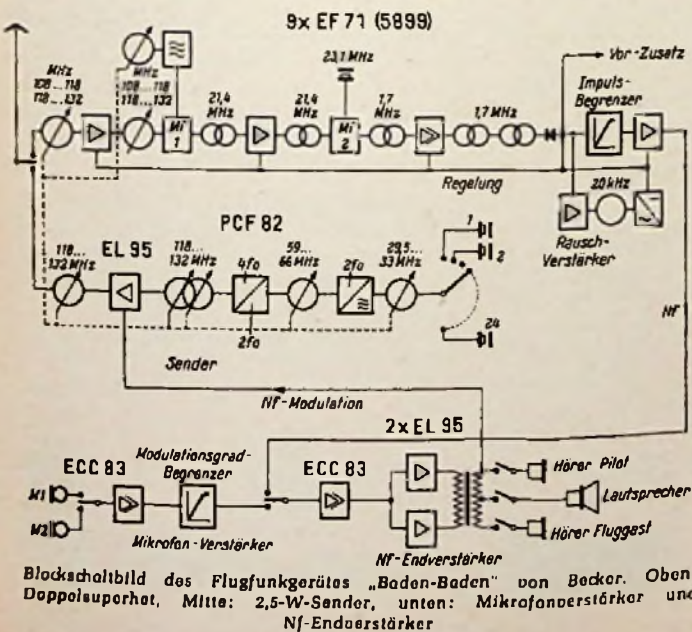 9x EF 71 (5899)
23,1 MHz
Vor-Zusatz
MHz
108...118
118...132
MHz
108...118
118...132
Mi 1
21,4 MHz
21,4 MHz
Mi 2
1,7 MHz
1,7 MHz
Impuls-
Begrenzer
Regelung
20 kHz
Rausch-
Verstärker
PCF 82
EL 95
118...
132 MHz
118...
132 MHz
4fo
2fo
59...
66 MHz
2fo
29,5...
33 MHz
1
2
24
Nf
Sender
Nf-Modulation
2x EL 95
ECC 83
Modulationsgrad-
Begrenzer
ECC 83
Hörer Pilot
M1
Lautsprecher
M2
Hörer Fluggast
Mikrofon-Verstärker
Nf-Endverstärker
Blockschaltbild des Flugfunkgerätes „Baden-Baden" von Becker. Oben:
Doppelsuperhet, Mitte: 2,5-W-Sender, unten: Mikrofonverstärker und
Nf-Endverstärker